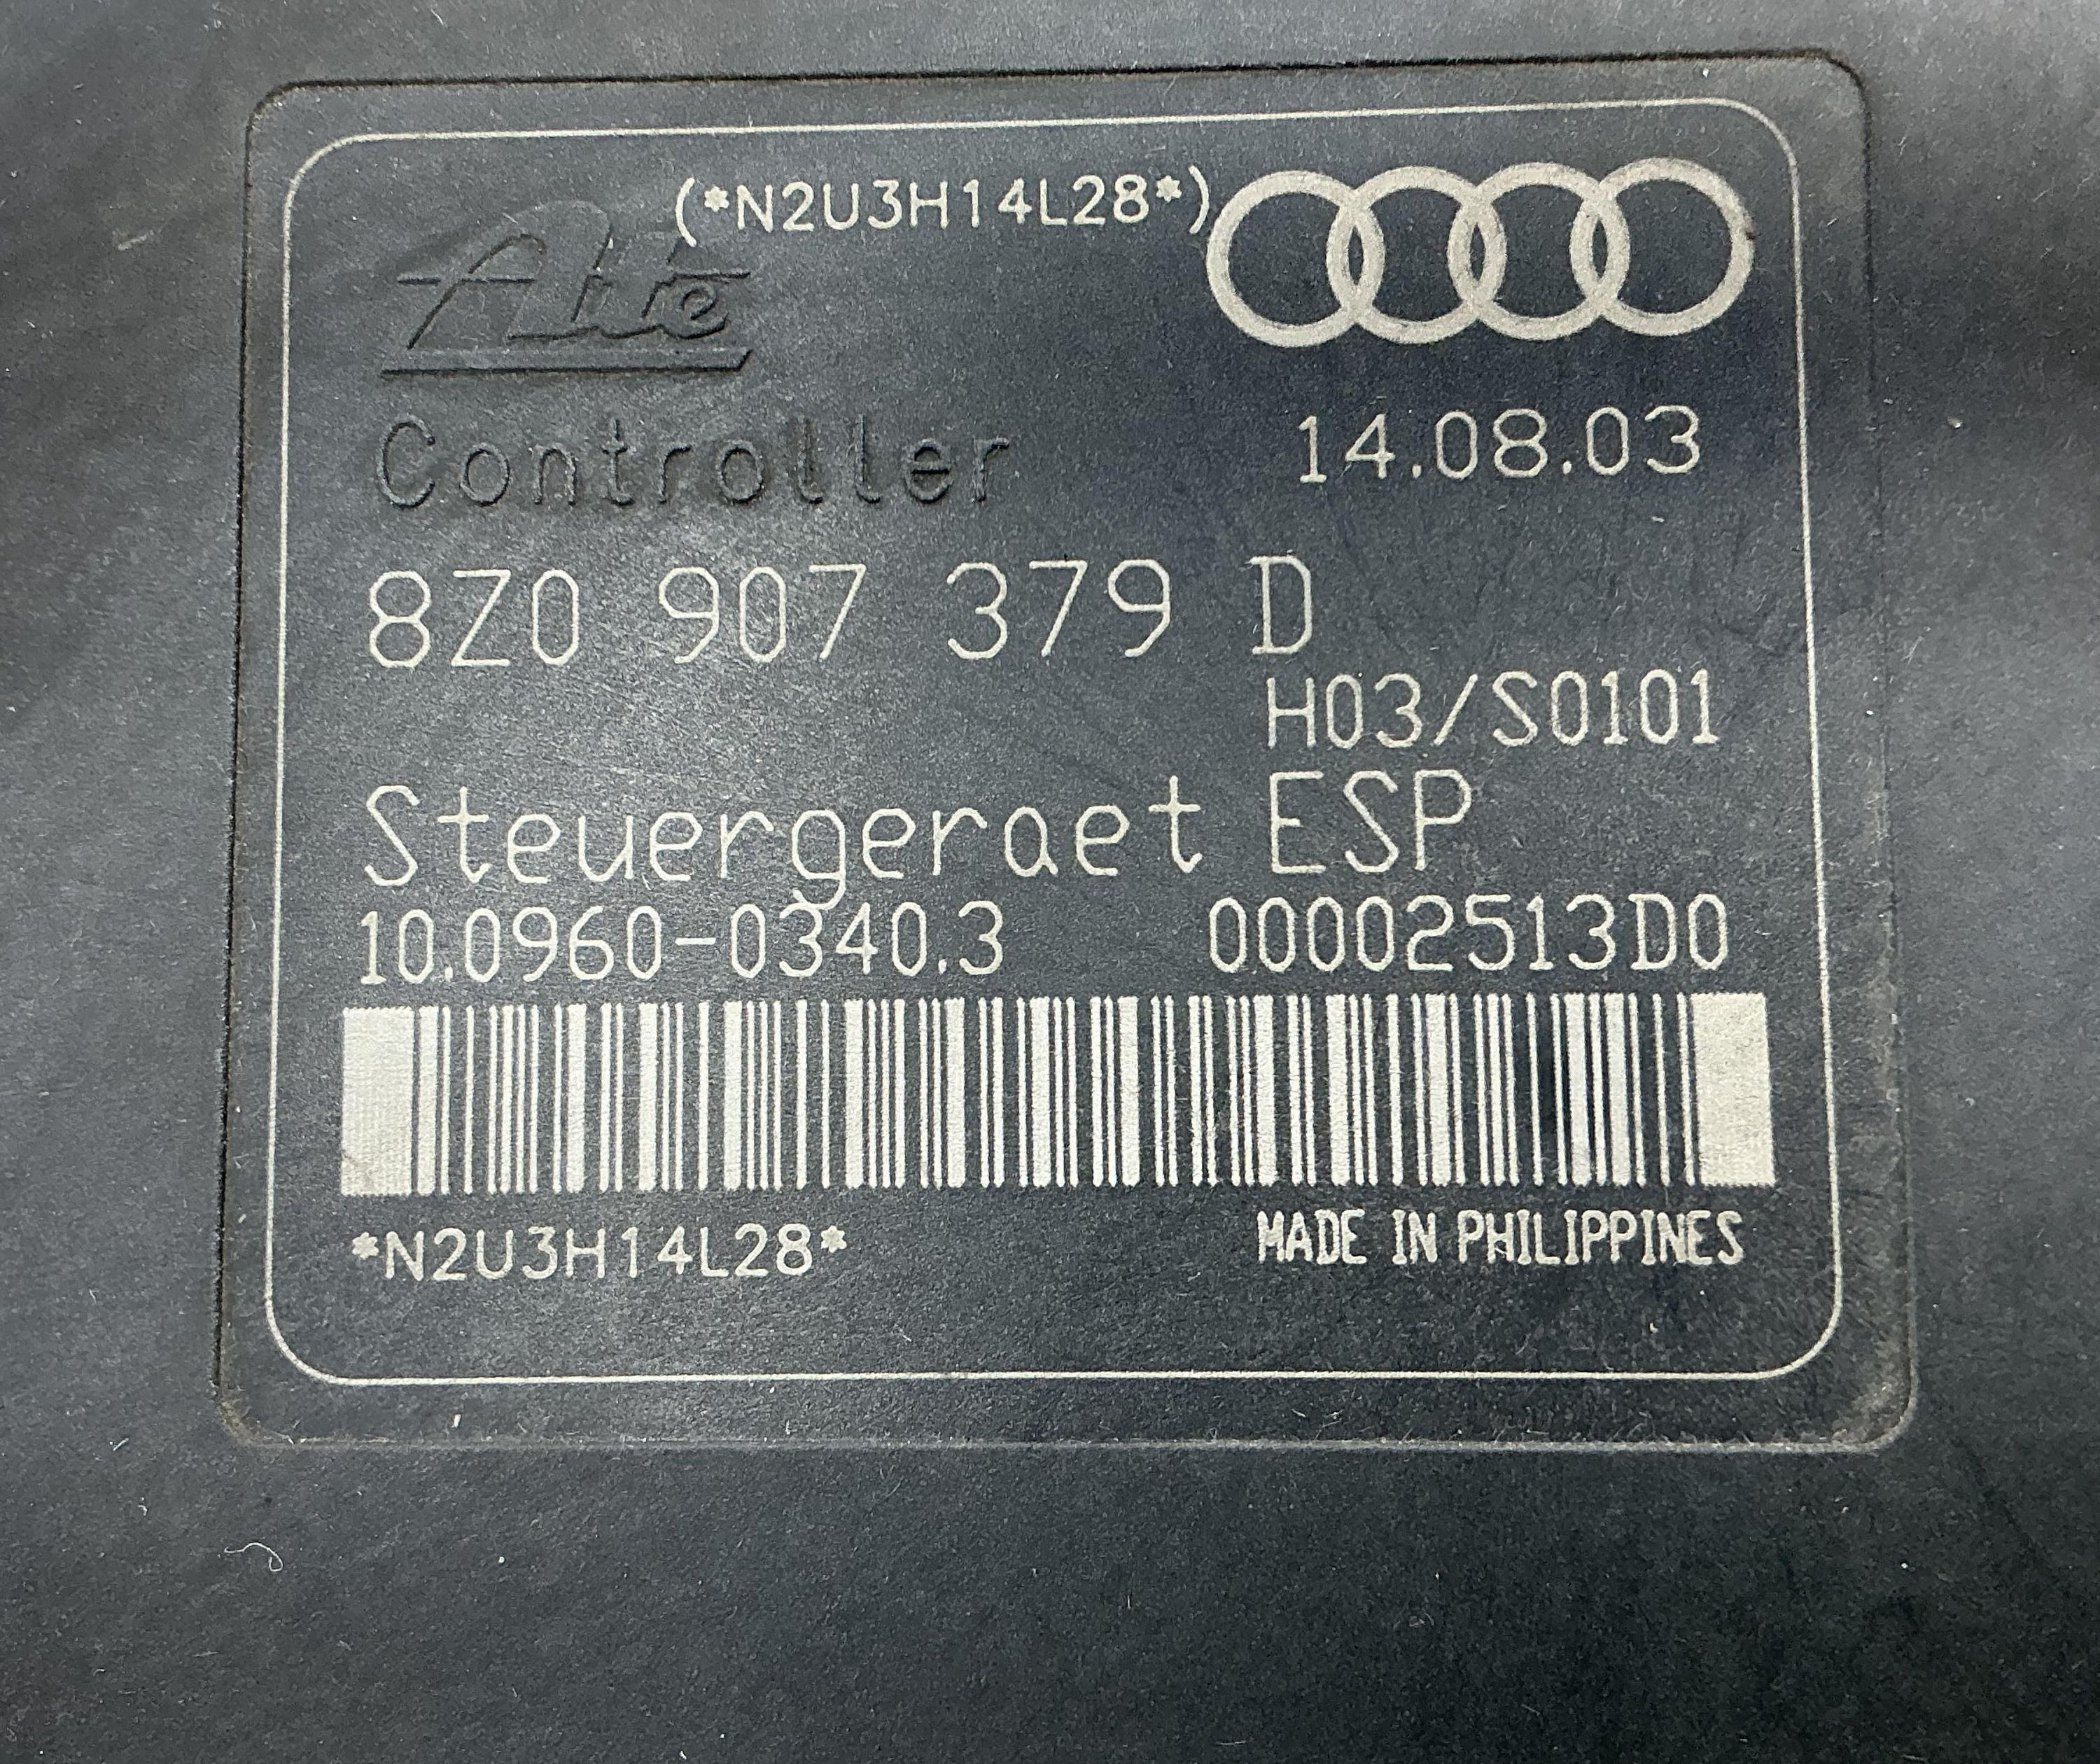 (*N2U3H14L28*)
Ate
Controller
14.08.03
8Z0 907 379 D
H03/S0101
Steuergeraet ESP
10.0960-0340.3 00002513D0
*N2U3H14L28*
MADE IN PHILIPPINES